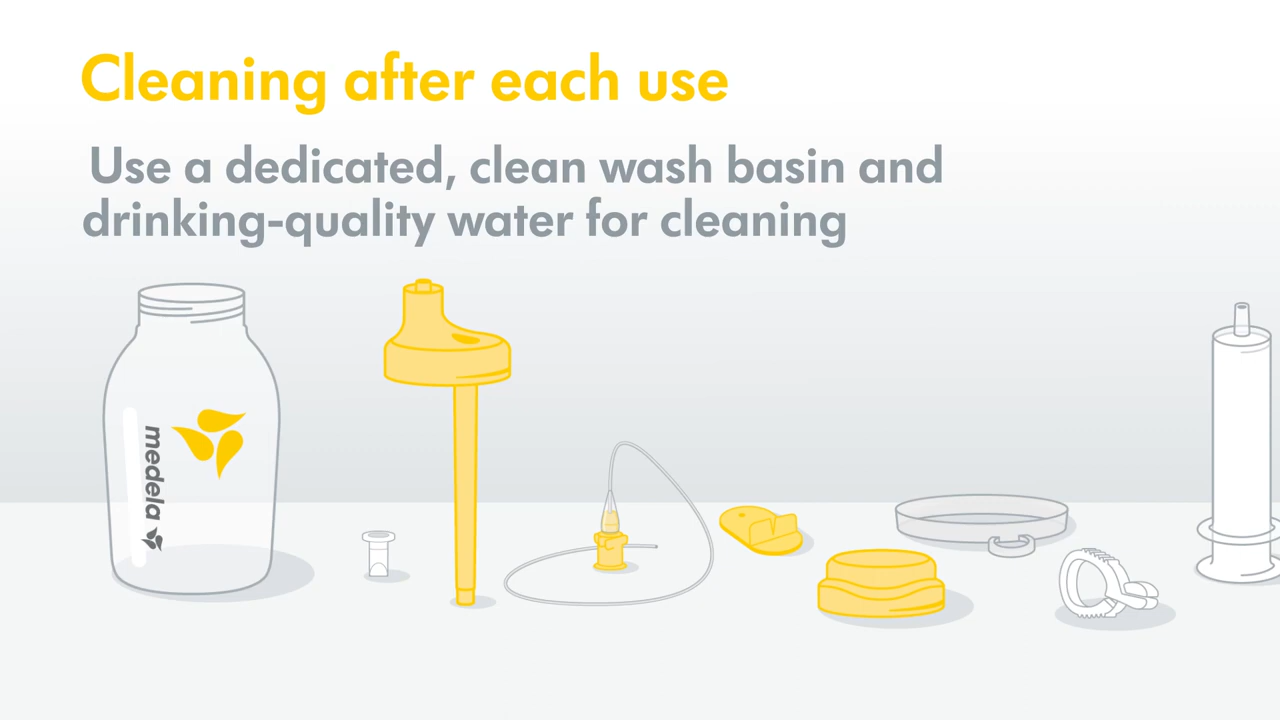 Cleaning after each use
Use a dedicated, clean wash basin and
drinking-quality water for cleaning
medela